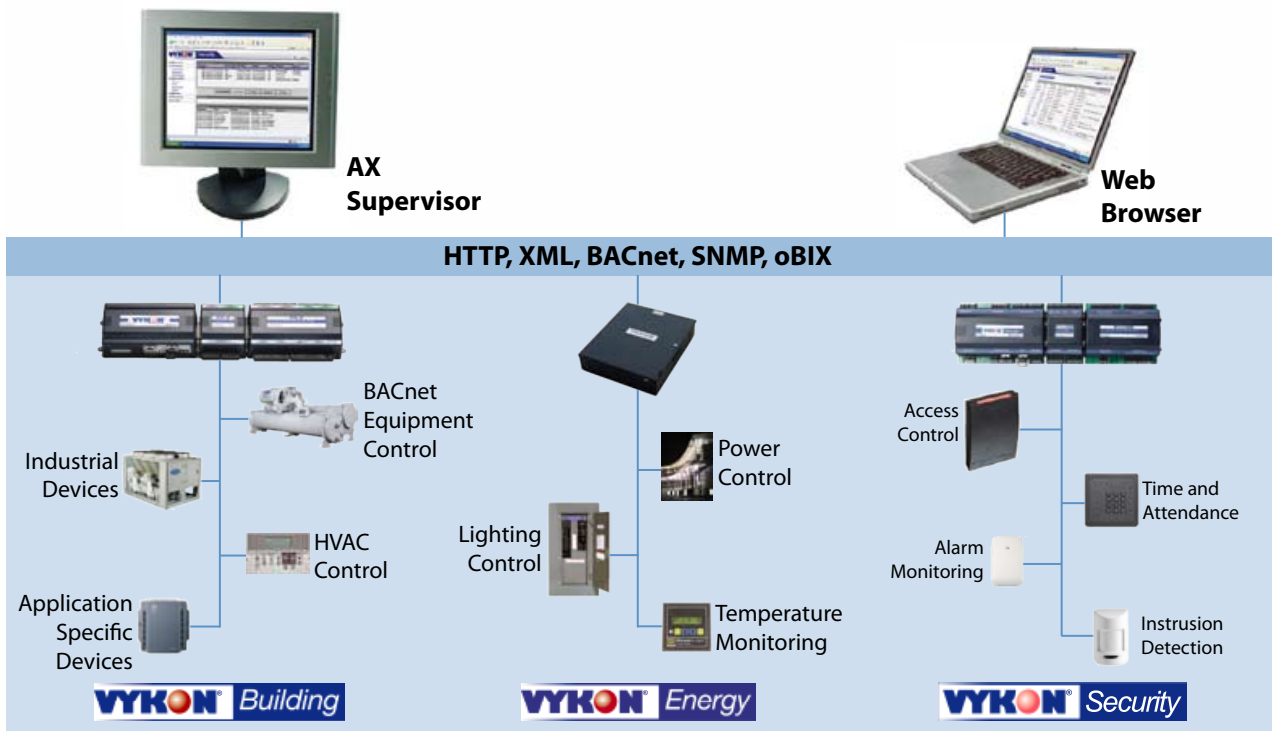 AX
Supervisor
Web
Browser
HTTP, XML, BACnet, SNMP, oBIX
VYKON
BACnet
Equipment
Control
Industrial
Devices
HVAC
Control
Application
Specific
Devices
VYKON® Building
Power
Control
Lighting
Control
Temperature
Monitoring
VYKON® Energy
Access
Control
Time and
Attendance
Alarm
Monitoring
Instrusion
Detection
VYKON® Security